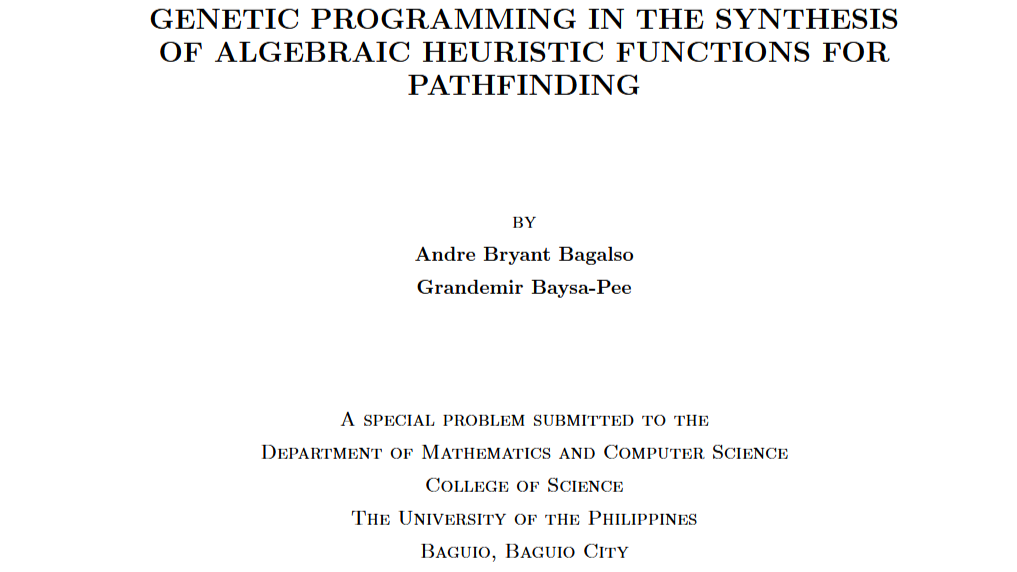 GENETIC PROGRAMMING IN THE SYNTHESIS
OF ALGEBRAIC HEURISTIC FUNCTIONS FOR
PATHFINDING
BY
Andre Bryant Bagalso
Grandemir Baysa-Pee
A SPECIAL PROBLEM SUBMITTED TO THE
DEPARTMENT OF MATHEMATICS AND COMPUTER SCIENCE
COLLEGE OF SCIENCE
THE UNIVERSITY OF THE PHILIPPINES
BAGUIO, BAGUIO CITY